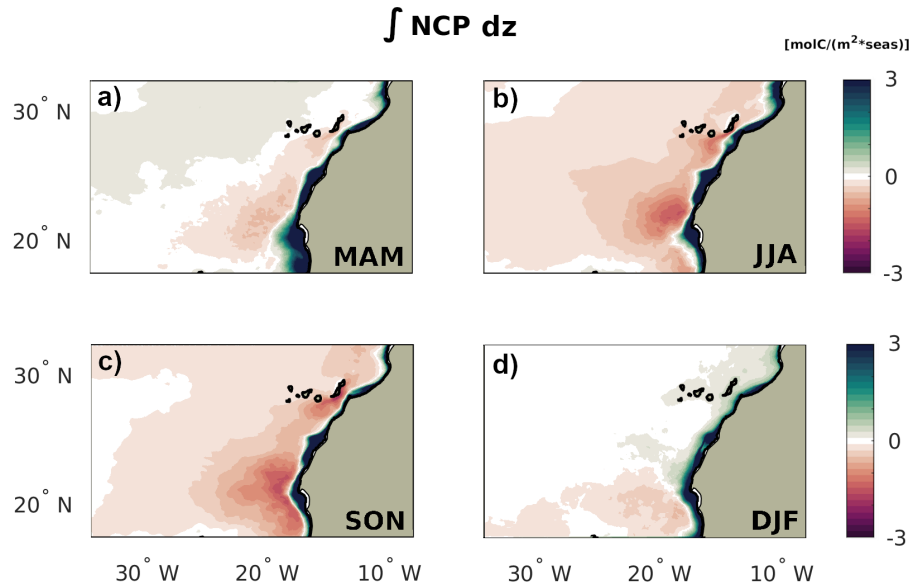 ∫ NCP dz
[molC/(m²*seas)]
a)
MAM
30° N
20° N
b)
JJA
3
0
-3
c)
SON
30° N
20° N
30° W
20° W
10° W
d)
DJF
30° W
20° W
10° W
3
0
-3